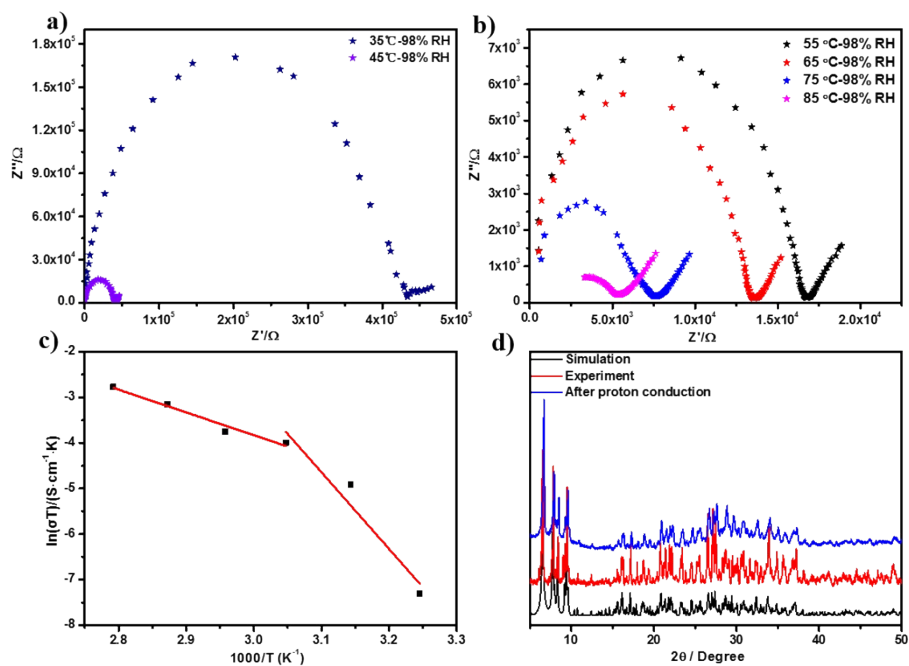 a)
35℃-98% RH
45℃-98% RH
Z''/Ω
1.8x10⁵
1.5x10⁵
1.2x10⁵
9.0x10⁴
6.0x10⁴
3.0x10⁴
0.0
0 1x10⁵ 2x10⁵ 3x10⁵ 4x10⁵ 5x10⁵
Z'/Ω
b)
55 °C-98% RH
65 °C-98% RH
75 °C-98% RH
85 °C-98% RH
Z''/Ω
7x10³
6x10³
5x10³
4x10³
3x10³
2x10³
1x10³
0
0.0 5.0x10³ 1.0x10⁴ 1.5x10⁴ 2.0x10⁴
Z'/Ω
c)
ln(σT)/(S·cm⁻¹·K)
-2
-3
-4
-5
-6
-7
-8
2.8 2.9 3.0 3.1 3.2 3.3
1000/T (K⁻¹)
d)
Simulation
Experiment
After proton conduction
10 20 30 40 50
2θ / Degree